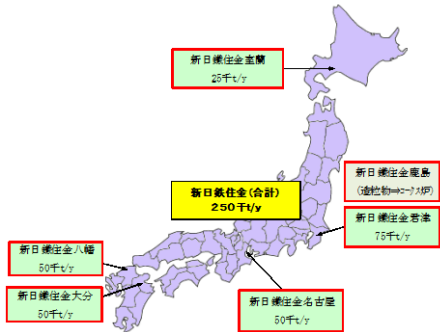 新日鐵住金室蘭
25千t/y
新日鉄住金(合計)
250千t/y
新日鐵住金鹿島
(造粒物⇒コークス炉)
新日鐵住金君津
75千t/y
新日鐵住金八幡
50千t/y
新日鐵住金大分
50千t/y
新日鐵住金名古屋
50千t/y